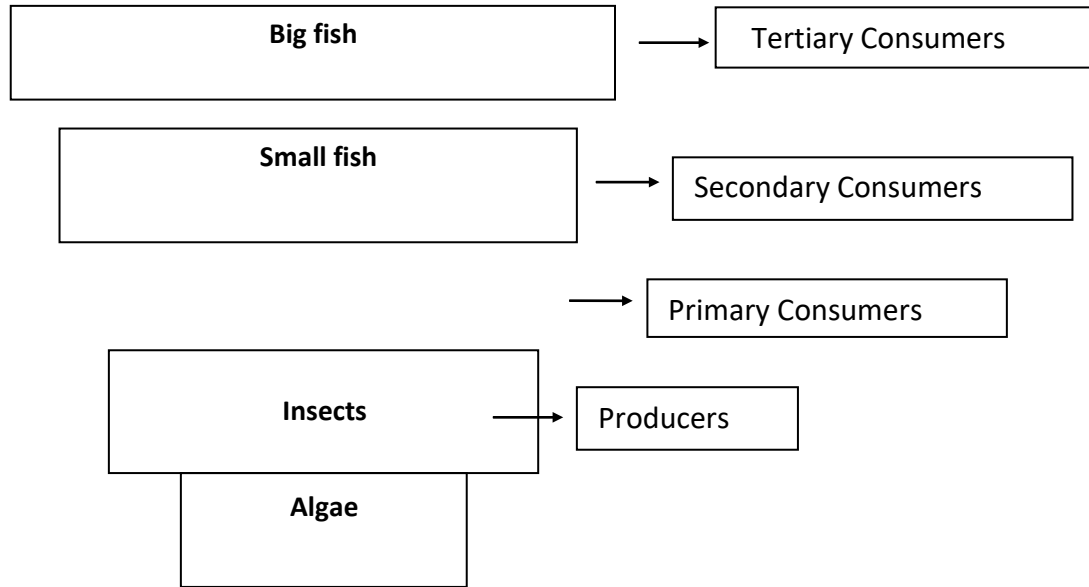 Big fish
Tertiary Consumers
Small fish
Secondary Consumers
Primary Consumers
Insects
Producers
Algae